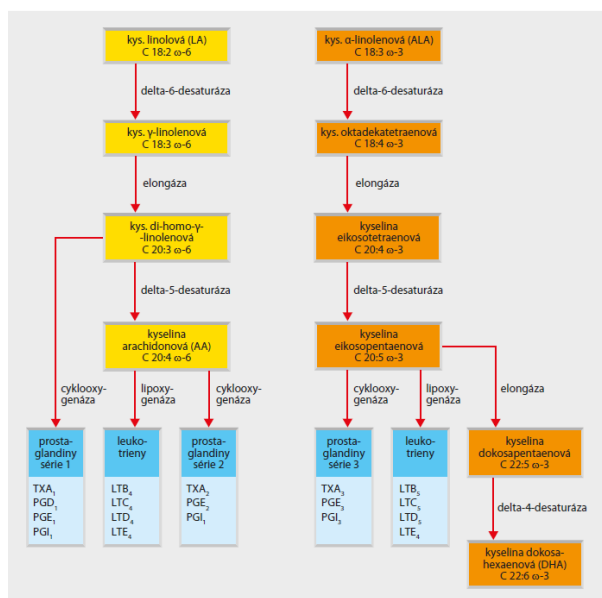 kys. linolová (LA)
C 18:2 ω-6
delta-6-desaturáza
kys. γ-linolenová
C 18:3 ω-6
elongáza
kys. di-homo-γ-
-linolenová
C 20:3 ω-6
delta-5-desaturáza
kyselina
arachidonová (AA)
C 20:4 ω-6
cyklooxy-
genáza
lipoxy-
genáza
cyklooxy-
genáza
prosta-
glandiny
série 1
TXA₁
PGD₁
PGE₁
PGI₁
leuko-
trieny
LTB₄
LTC₄
LTD₄
LTE₄
prosta-
glandiny
série 2
TXA₂
PGE₂
PGI₁
kys. α-linolenová (ALA)
C 18:3 ω-3
delta-6-desaturáza
kys. oktadekatetraenová
C 18:4 ω-3
elongáza
kyselina
eikosotetraenová
C 20:4 ω-3
delta-5-desaturáza
kyselina
eikosopentaenová
C 20:5 ω-3
cyklooxy-
genáza
lipoxy-
genáza
elongáza
prosta-
glandiny
série 3
TXA₃
PGE₃
PGI₃
leuko-
trieny
LTB₅
LTC₅
LTD₅
LTE₄
kyselina
dokosapentaenová
C 22:5 ω-3
delta-4-desaturáza
kyselina dokosa-
hexaenová (DHA)
C 22:6 ω-3